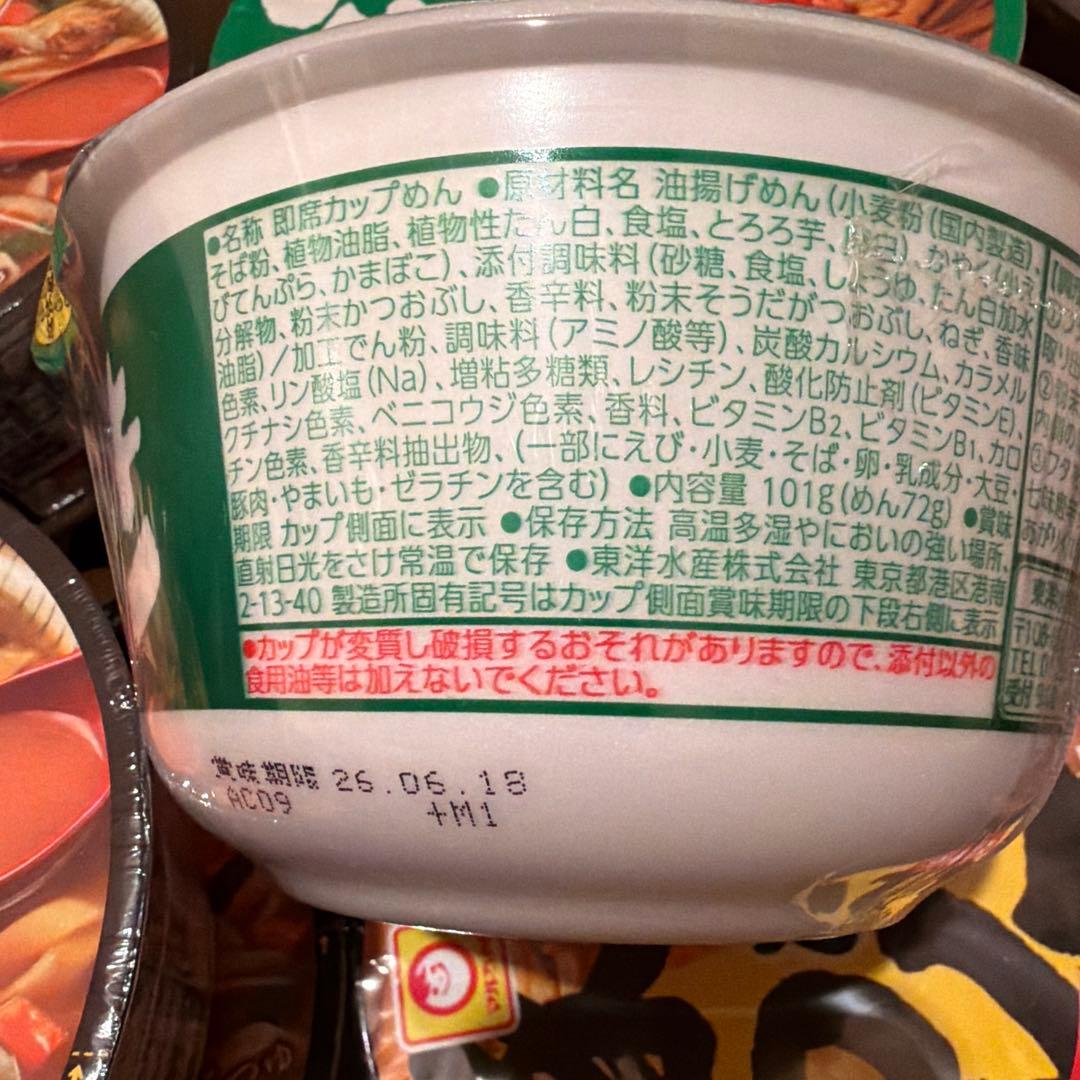 ●名称 即席カップめん ●原材料名 油揚げめん(小麦粉(国内製造)、
そば粉、植物油脂、植物性たん白、食塩、とろろ芋、卵白)、かやく(小え
びてんぷら、かまぼこ)、添付調味料(砂糖、食塩、しょうゆ、たん白加水
分解物、粉末かつおぶし、香辛料、粉末そうだがつおぶし、ねぎ、香味
油脂)/加工でん粉、調味料(アミノ酸等)、炭酸カルシウム、カラメル
色素、リン酸塩(Na)、増粘多糖類、レシチン、酸化防止剤(ビタミンE)、
クチナシ色素、ベニコウジ色素、香料、ビタミンB2、ビタミンB1、カロ
チン色素、香辛料抽出物、(一部にえび・小麦・そば・卵・乳成分・大豆・
豚肉・やまいも・ゼラチンを含む) ●内容量 101g(めん72g) ●賞味
期限 カップ側面に表示 ●保存方法 高温多湿やにおいの強い場所、
直射日光をさけ常温で保存 ●東洋水産株式会社 東京都港区港南
2-13-40 製造所固有記号はカップ側面賞味期限の下段右側に表示
●カップが変質し破損するおそれがありますので、添付以外の
食用油等は加えないでください。
賞味期限 26.06.18
AC09 +M1